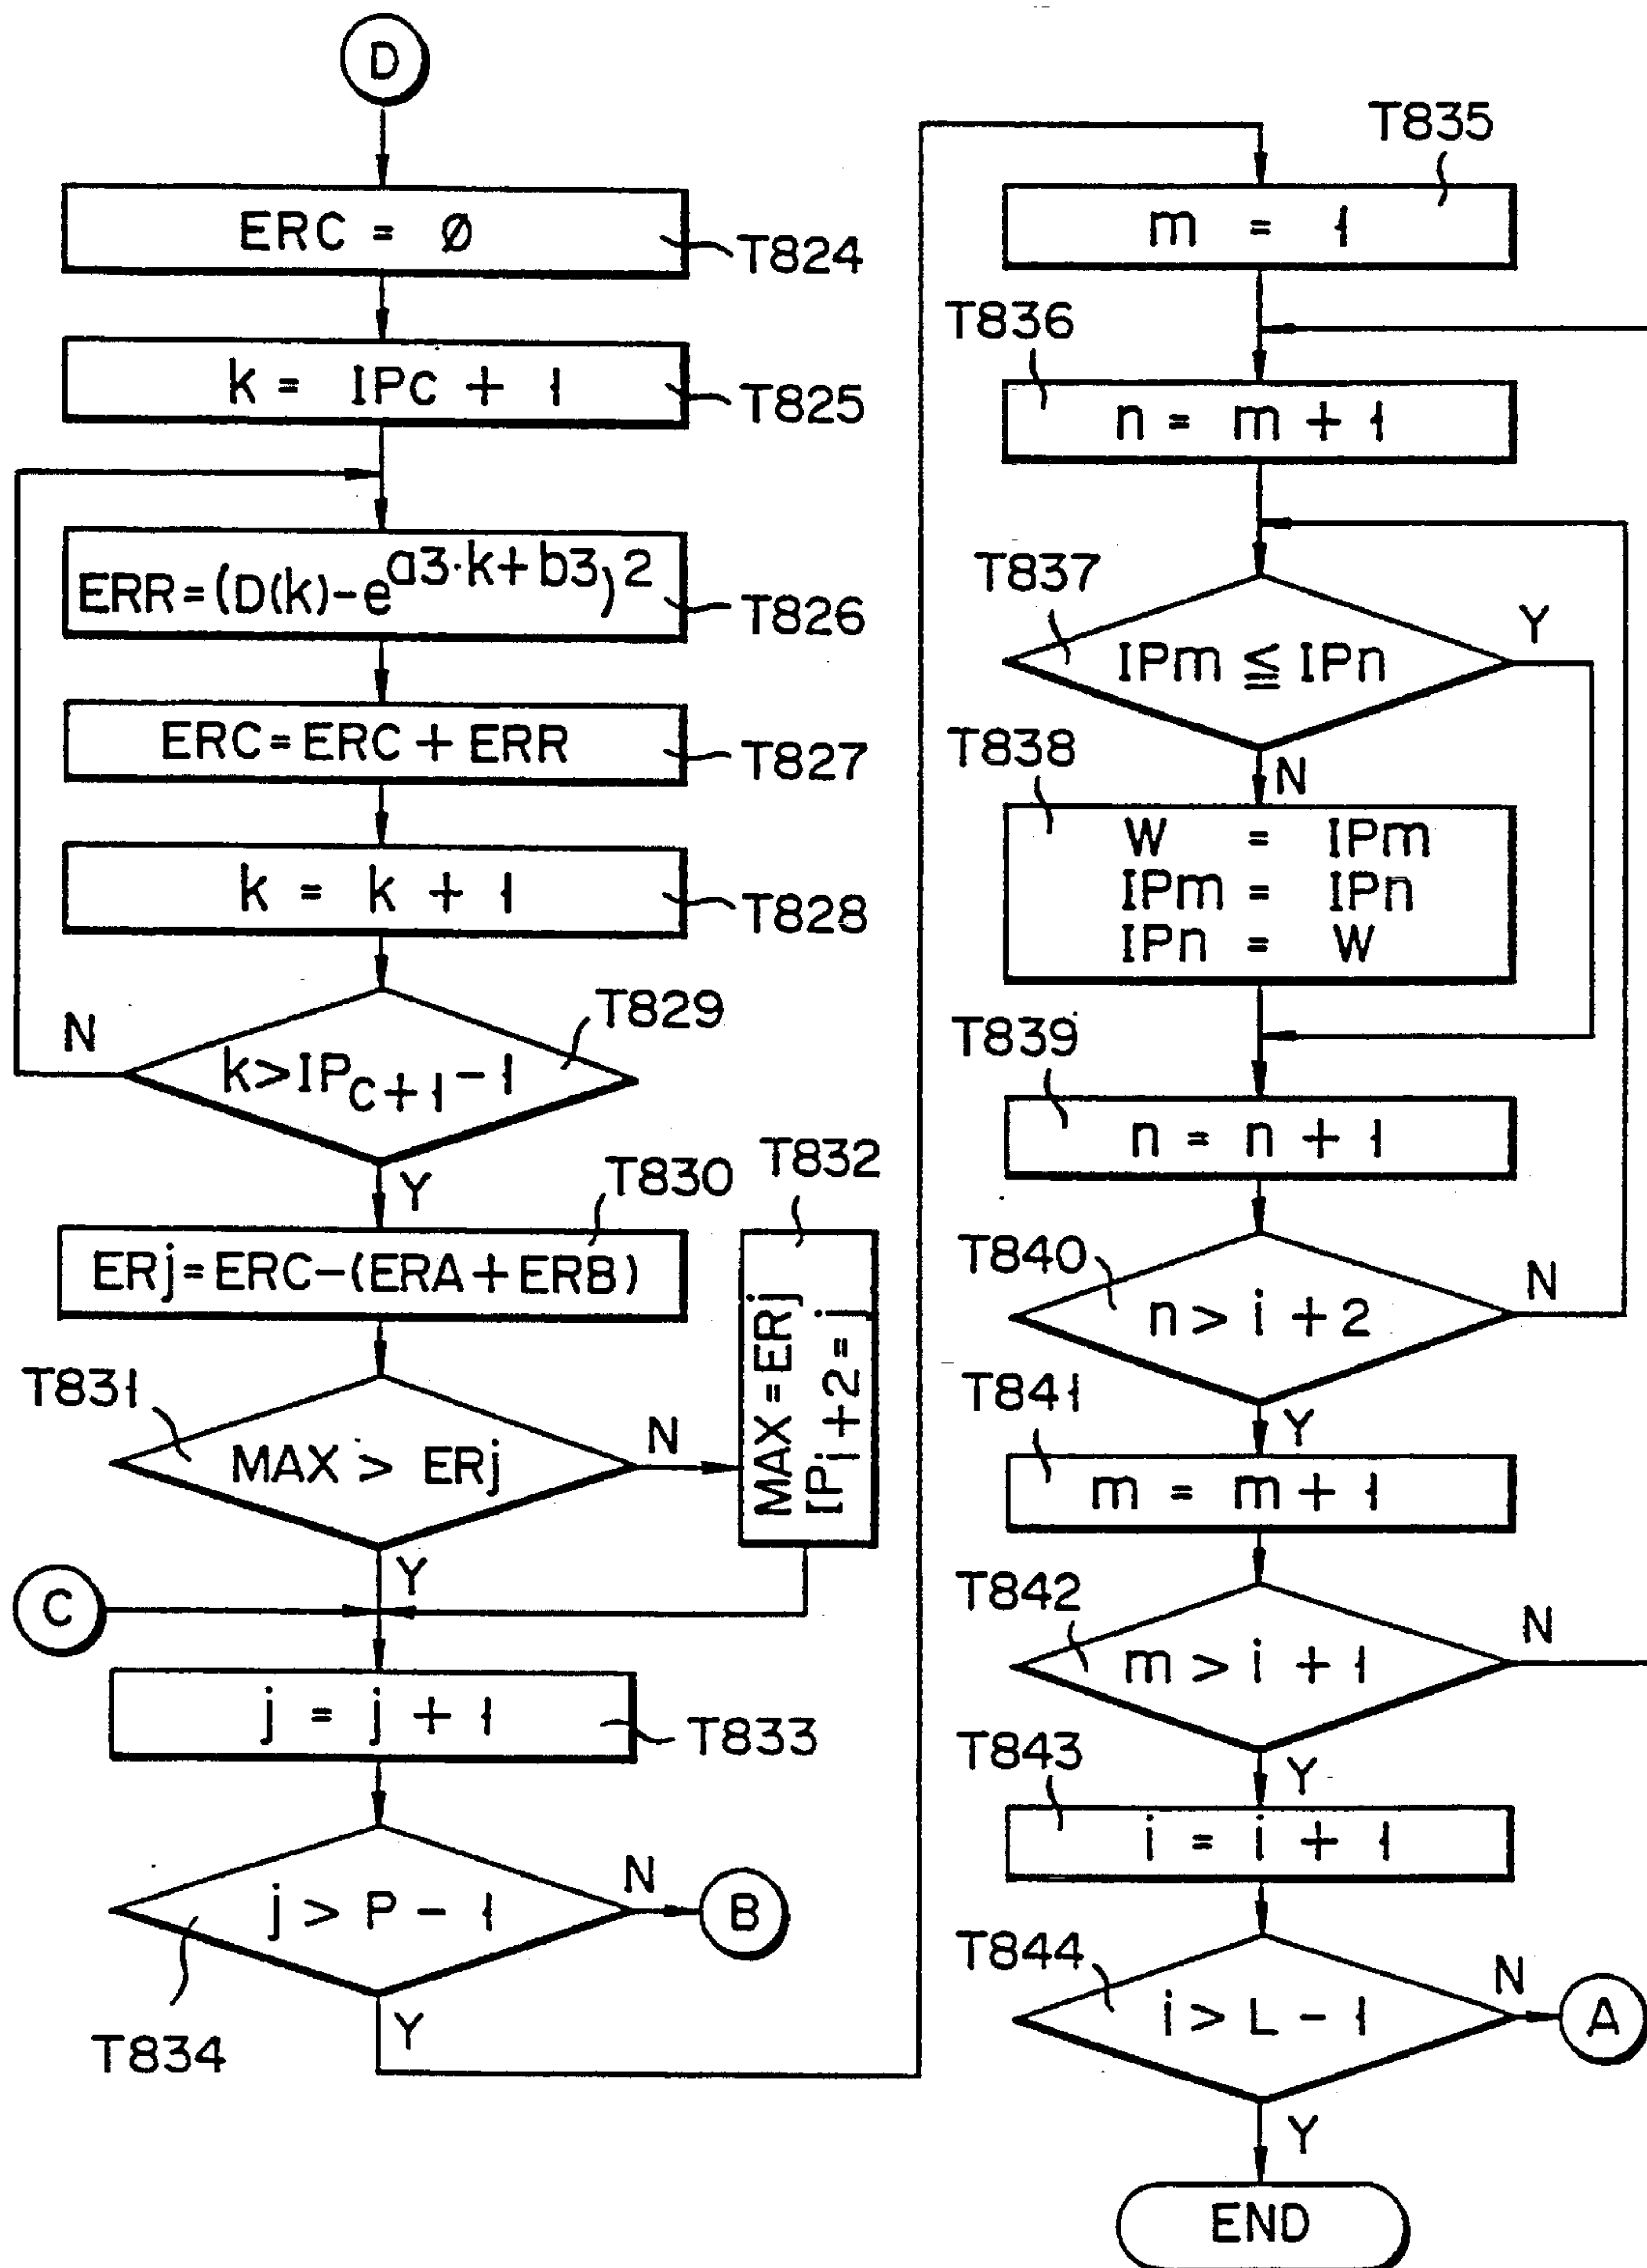 D
ERC = Ø
T824
k = IPC + 1
T825
ERR=(D(k)-e^a3·k+b3)^2
T826
ERC=ERC+ERR
T827
k = k + 1
T828
T829
N
k>IP_C+1-1
Y
T830
T832
ERj=ERC-(ERA+ERB)
MAX=ERj
IPi+2=j
T831
MAX > ERj
N
Y
C
j = j + 1
T833
j > P - 1
N
B
T834
Y
T835
m = 1
T836
n = m + 1
T837
IPm ≦ IPn
Y
T838
N
W = IPm
IPm = IPn
IPn = W
T839
n = n + 1
T840
n > i + 2
N
T841
Y
m = m + 1
T842
m > i + 1
N
T843
Y
i = i + 1
T844
i > L - 1
N
A
Y
END